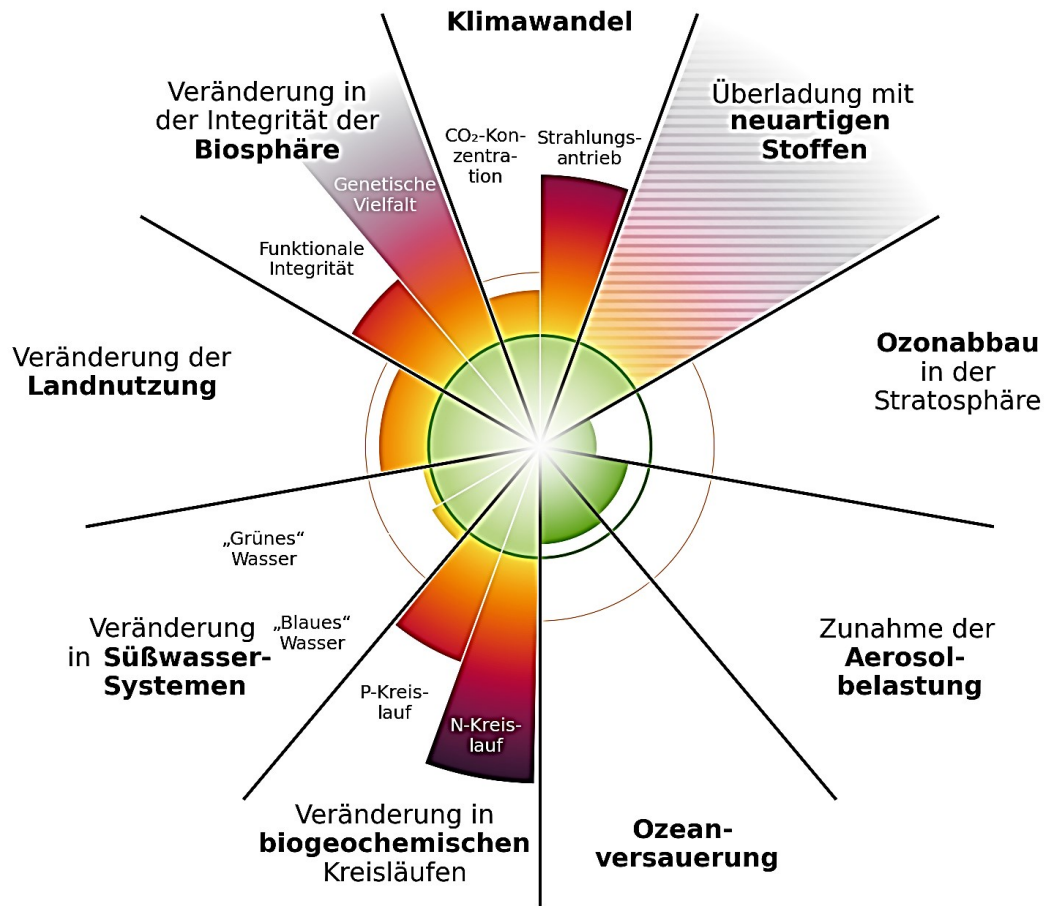 Klimawandel
CO₂-Kon-
zentra-
tion
Strahlungs-
antrieb
Überladung mit
neuartigen
Stoffen
Ozonabbau
in der
Stratosphäre
Zunahme der
Aerosol-
belastung
Ozean-
versauerung
Veränderung in
biogeochemischen
Kreisläufen
P-Kreis-
lauf
N-Kreis-
lauf
Veränderung
in Süßwasser-
Systemen
„Grünes“
Wasser
„Blaues“
Wasser
Veränderung der
Landnutzung
Veränderung in
der Integrität der
Biosphäre
Genetische
Vielfalt
Funktionale
Integrität